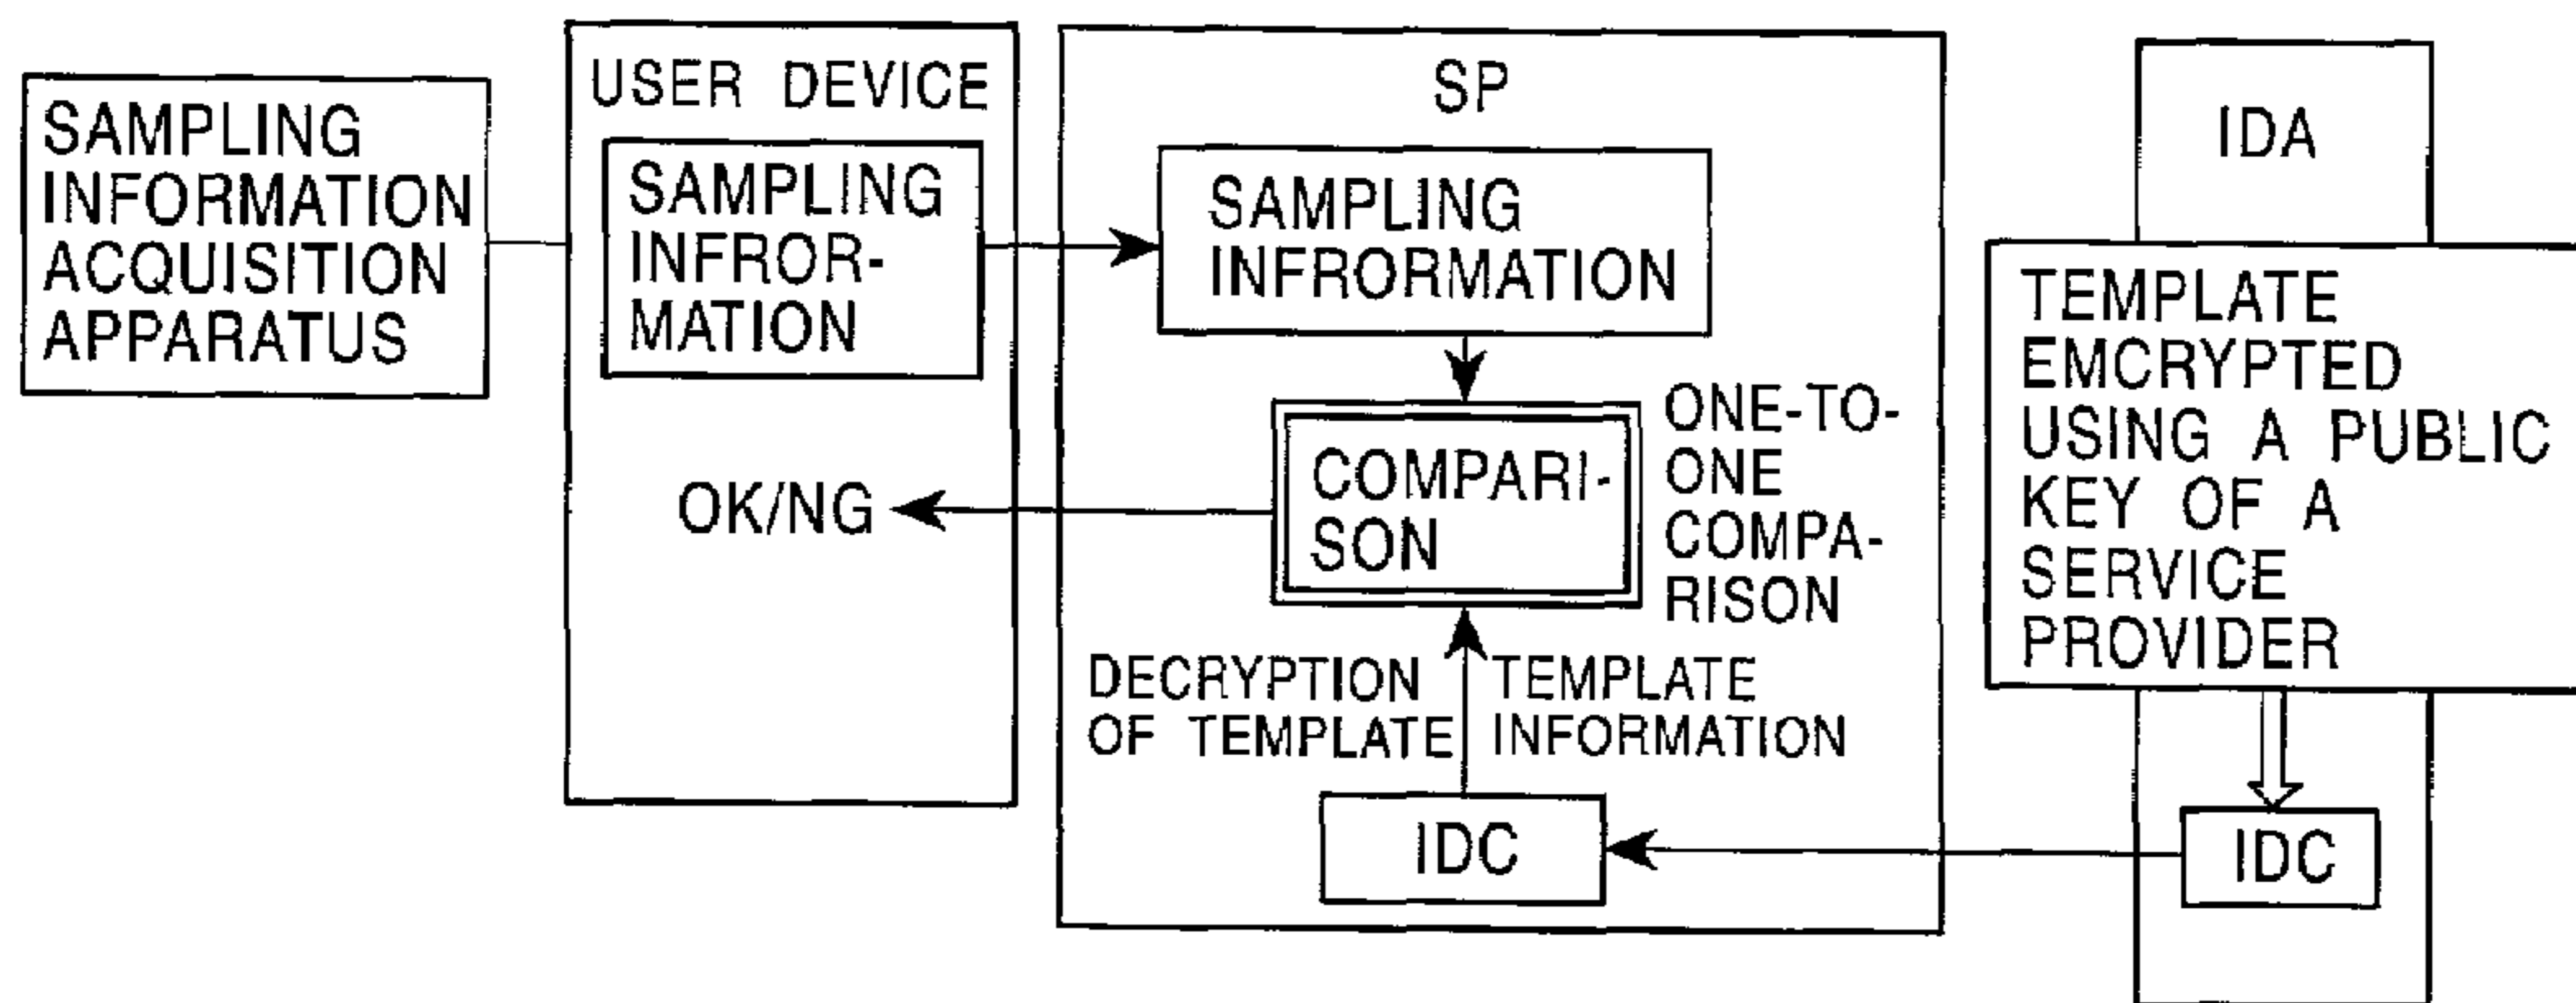 SAMPLING
INFORMATION
ACQUISITION
APPARATUS
USER DEVICE
SAMPLING
INFROR-
MATION
OK/NG
SP
SAMPLING
INFRORMATION
COMPARI-
SON
ONE-TO-
ONE
COMPA-
RISON
DECRYPTION
OF TEMPLATE
TEMPLATE
INFORMATION
IDC
IDA
TEMPLATE
EMCRYPTED
USING A PUBLIC
KEY OF A
SERVICE
PROVIDER
IDC